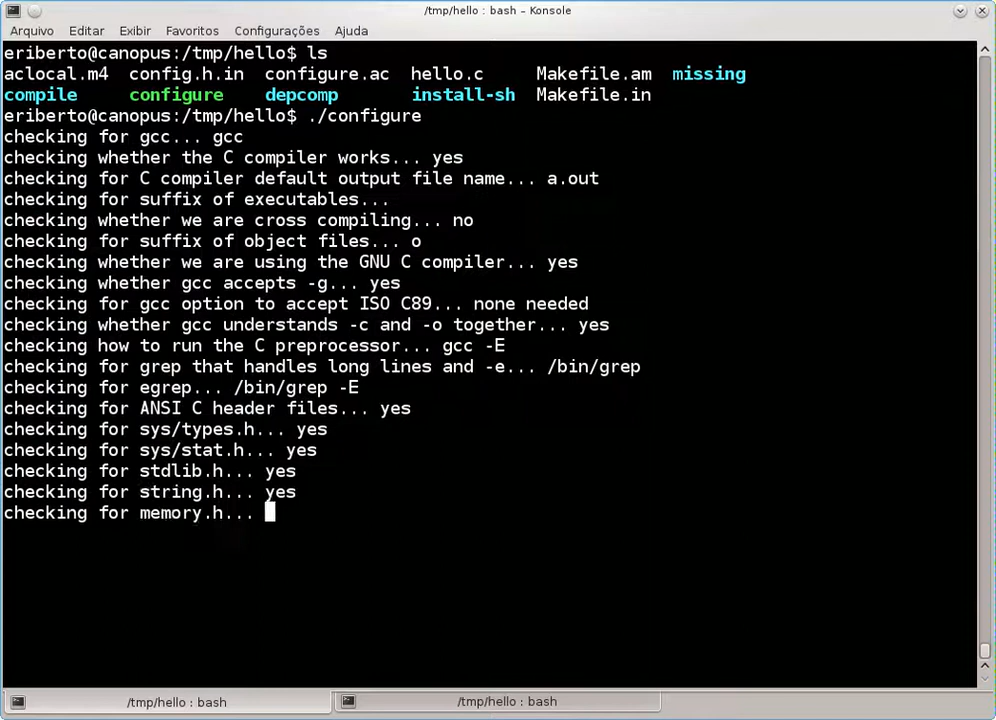 /tmp/hello : bash – Konsole
Arquivo Editar Exibir Favoritos Configurações Ajuda
eriberto@canopus:/tmp/hello$ ls
aclocal.m4 config.h.in configure.ac hello.c Makefile.am missing
compile configure depcomp install-sh Makefile.in
eriberto@canopus:/tmp/hello$ ./configure
checking for gcc... gcc
checking whether the C compiler works... yes
checking for C compiler default output file name... a.out
checking for suffix of executables...
checking whether we are cross compiling... no
checking for suffix of object files... o
checking whether we are using the GNU C compiler... yes
checking whether gcc accepts -g... yes
checking for gcc option to accept ISO C89... none needed
checking whether gcc understands -c and -o together... yes
checking how to run the C preprocessor... gcc -E
checking for grep that handles long lines and -e... /bin/grep
checking for egrep... /bin/grep -E
checking for ANSI C header files... yes
checking for sys/types.h... yes
checking for sys/stat.h... yes
checking for stdlib.h... yes
checking for string.h... yes
checking for memory.h...
/tmp/hello : bash /tmp/hello : bash